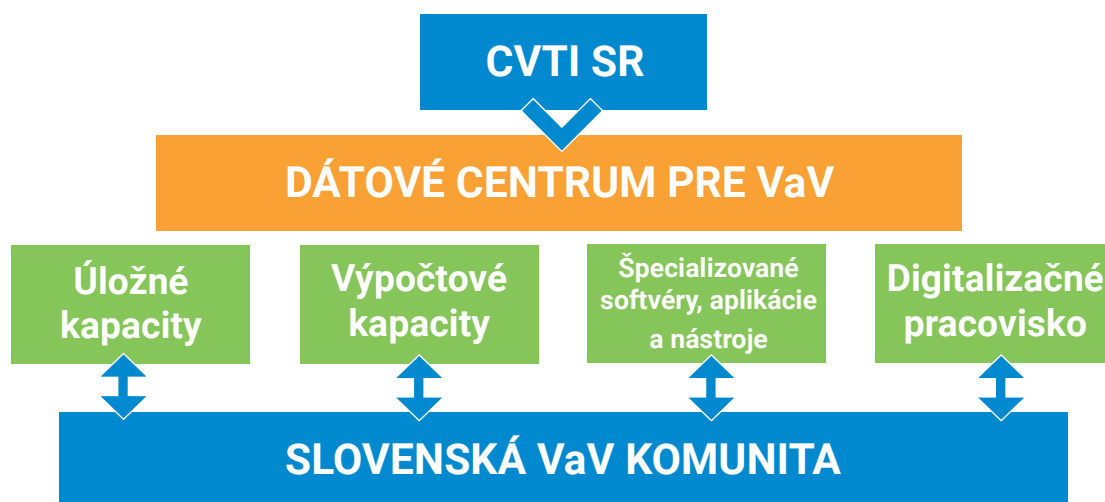 CVTI SR
DÁTOVÉ CENTRUM PRE VaV
Úložné
kapacity
Výpočtové
kapacity
Špecializované
softvéry, aplikácie
a nástroje
Digitalizačné
pracovisko
SLOVENSKÁ VaV KOMUNITA